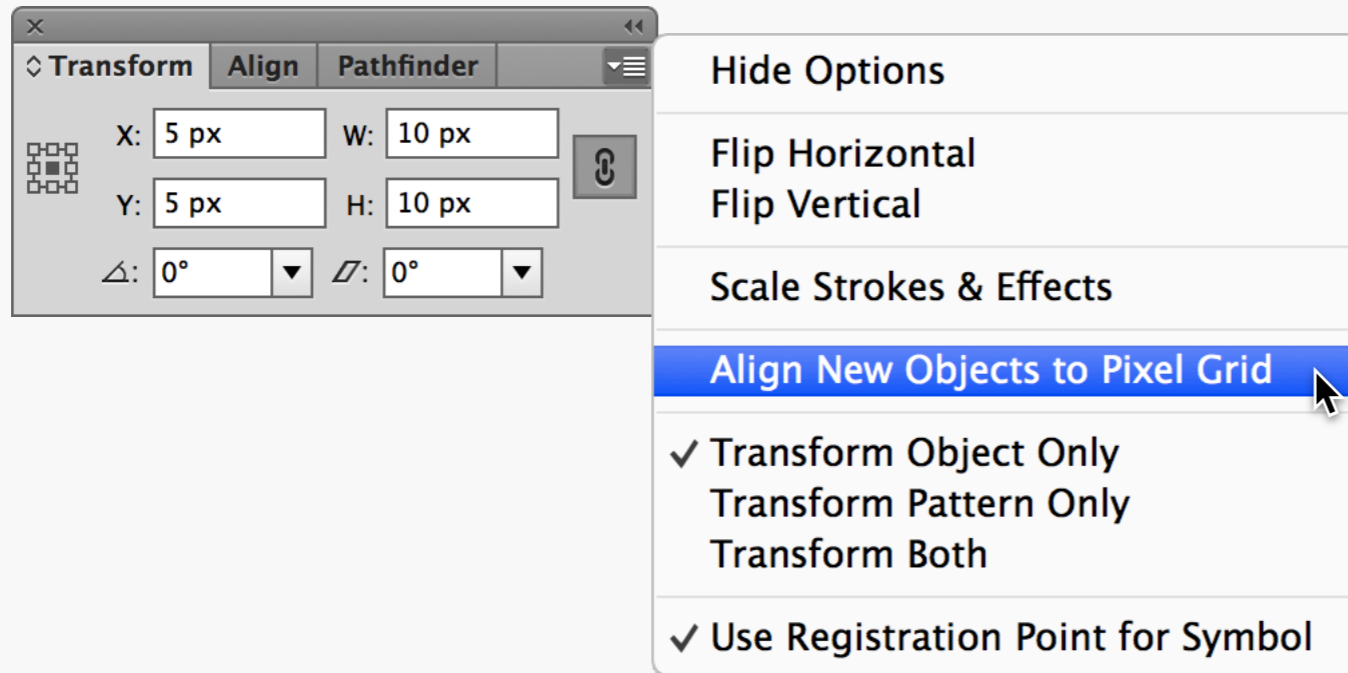 Transform Align Pathfinder
X: 5 px W: 10 px
Y: 5 px H: 10 px
: 0° : 0°
Hide Options
Flip Horizontal
Flip Vertical
Scale Strokes & Effects
Align New Objects to Pixel Grid
Transform Object Only
Transform Pattern Only
Transform Both
Use Registration Point for Symbol